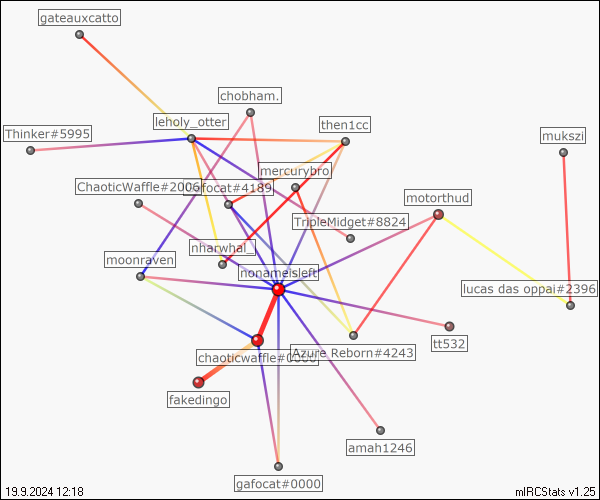 gateauxcatto
chobham.
leholy_otter
then1cc
Thinker#5995
mukszi
mercurybro
ChaoticWaffle#2006
gafocat#4189
motorthud
TripleMidget#8824
nharwhal_
moonraven
nonameisleft
lucas das oppai#2396
tt532
chaoticwaffle#0000
Azure Reborn#4243
fakedingo
amah1246
gafocat#0000
19.9.2024 12:18
mIRCStats v1.25